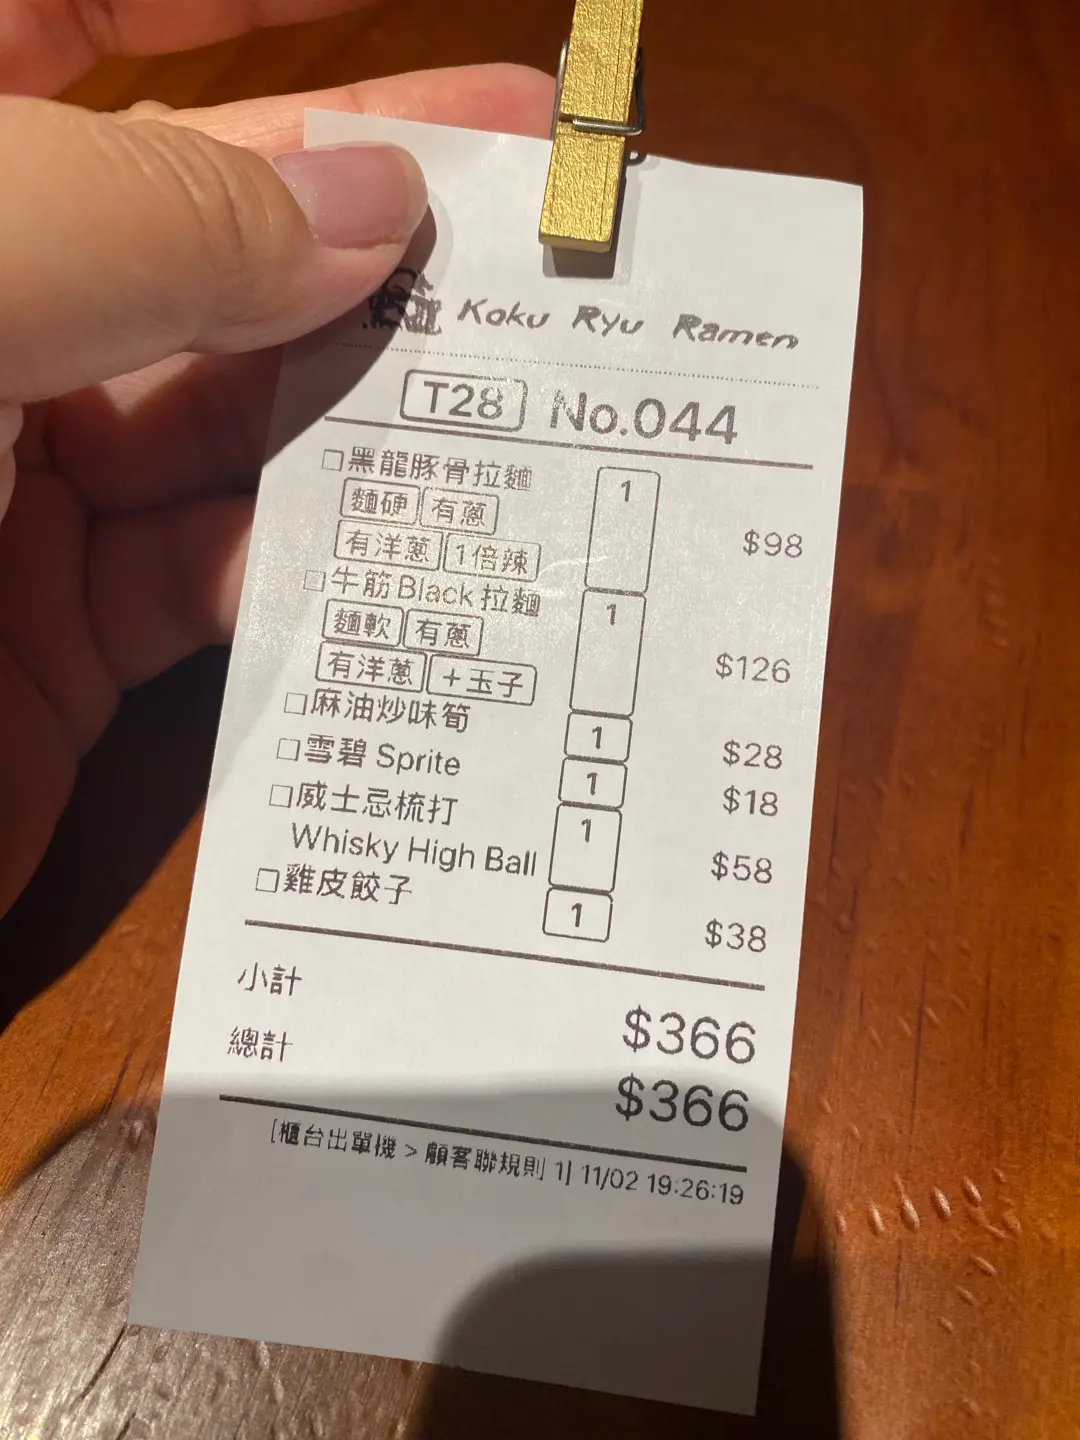 Koku Ryu Ramen
T28 No.044
□黑龍豚骨拉麵 1 $98
麵硬 有蔥
有洋蔥 1倍辣
□牛筋Black拉麵 1 $126
麵軟 有蔥
有洋蔥 +玉子
□麻油炒味筍 1 $28
□雪碧 Sprite 1 $18
□威士忌梳打 1 $58
Whisky High Ball
□雞皮餃子 1 $38
小計 $366
總計 $366
[櫃台出單機 > 顧客聯規則 1] 11/02 19:26:19